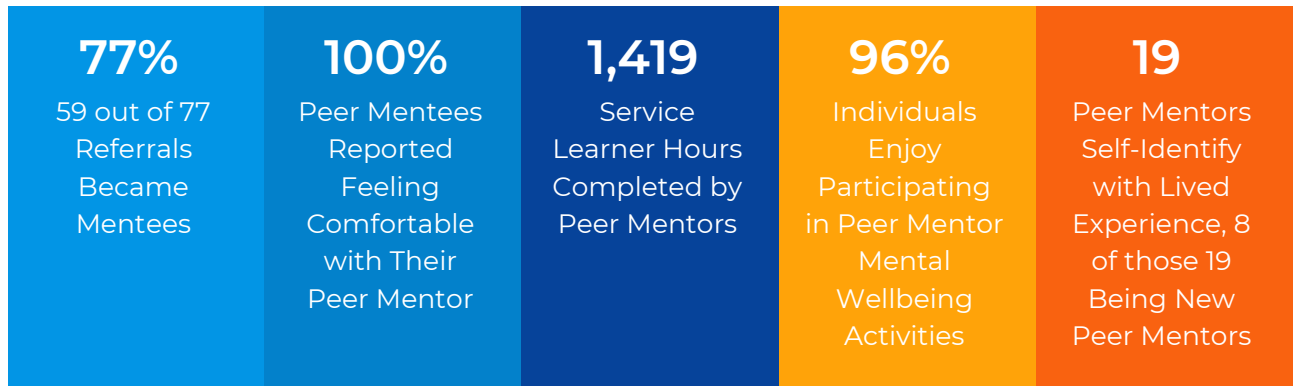 77%
59 out of 77
Referrals
Became
Mentees
100%
Peer Mentees
Reported
Feeling
Comfortable
with Their
Peer Mentor
1,419
Service
Learner Hours
Completed by
Peer Mentors
96%
Individuals
Enjoy
Participating
in Peer Mentor
Mental
Wellbeing
Activities
19
Peer Mentors
Self-Identify
with Lived
Experience, 8
of those 19
Being New
Peer Mentors